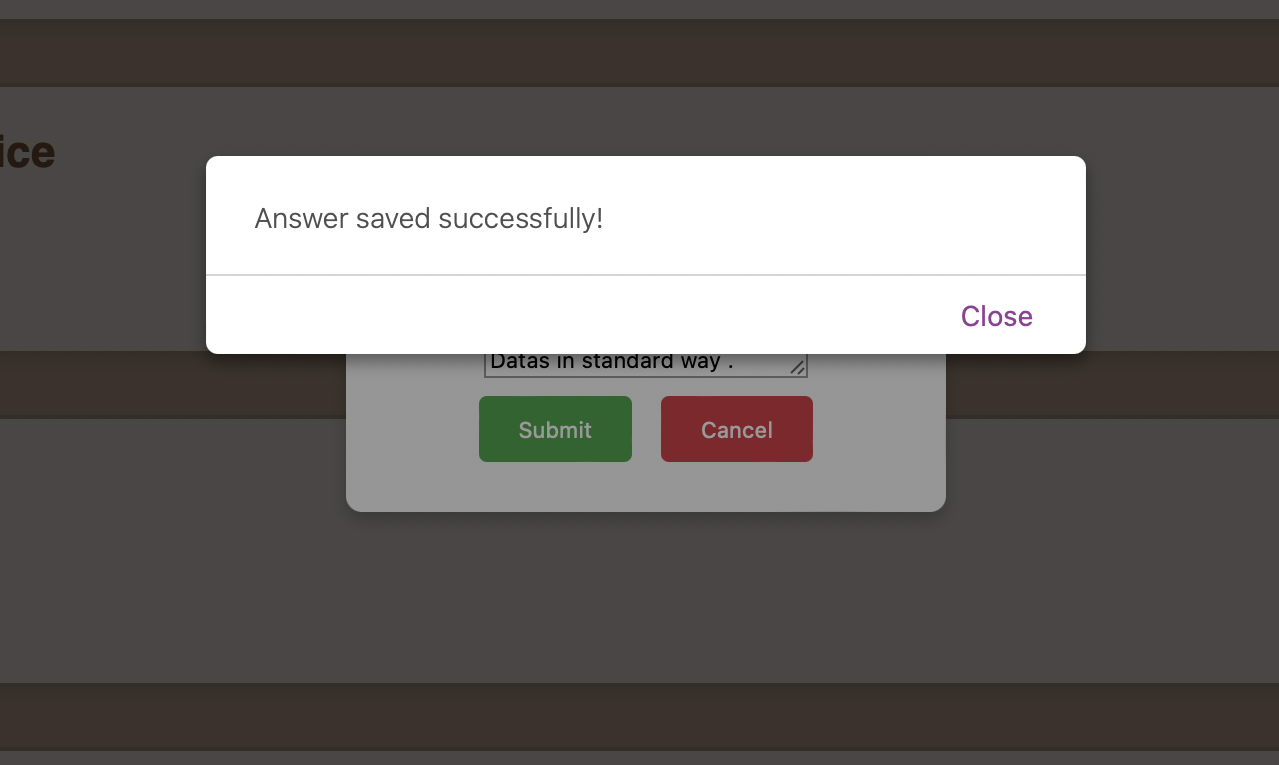 ice
Answer saved successfully!
Close
Datas in standard way .
Submit
Cancel